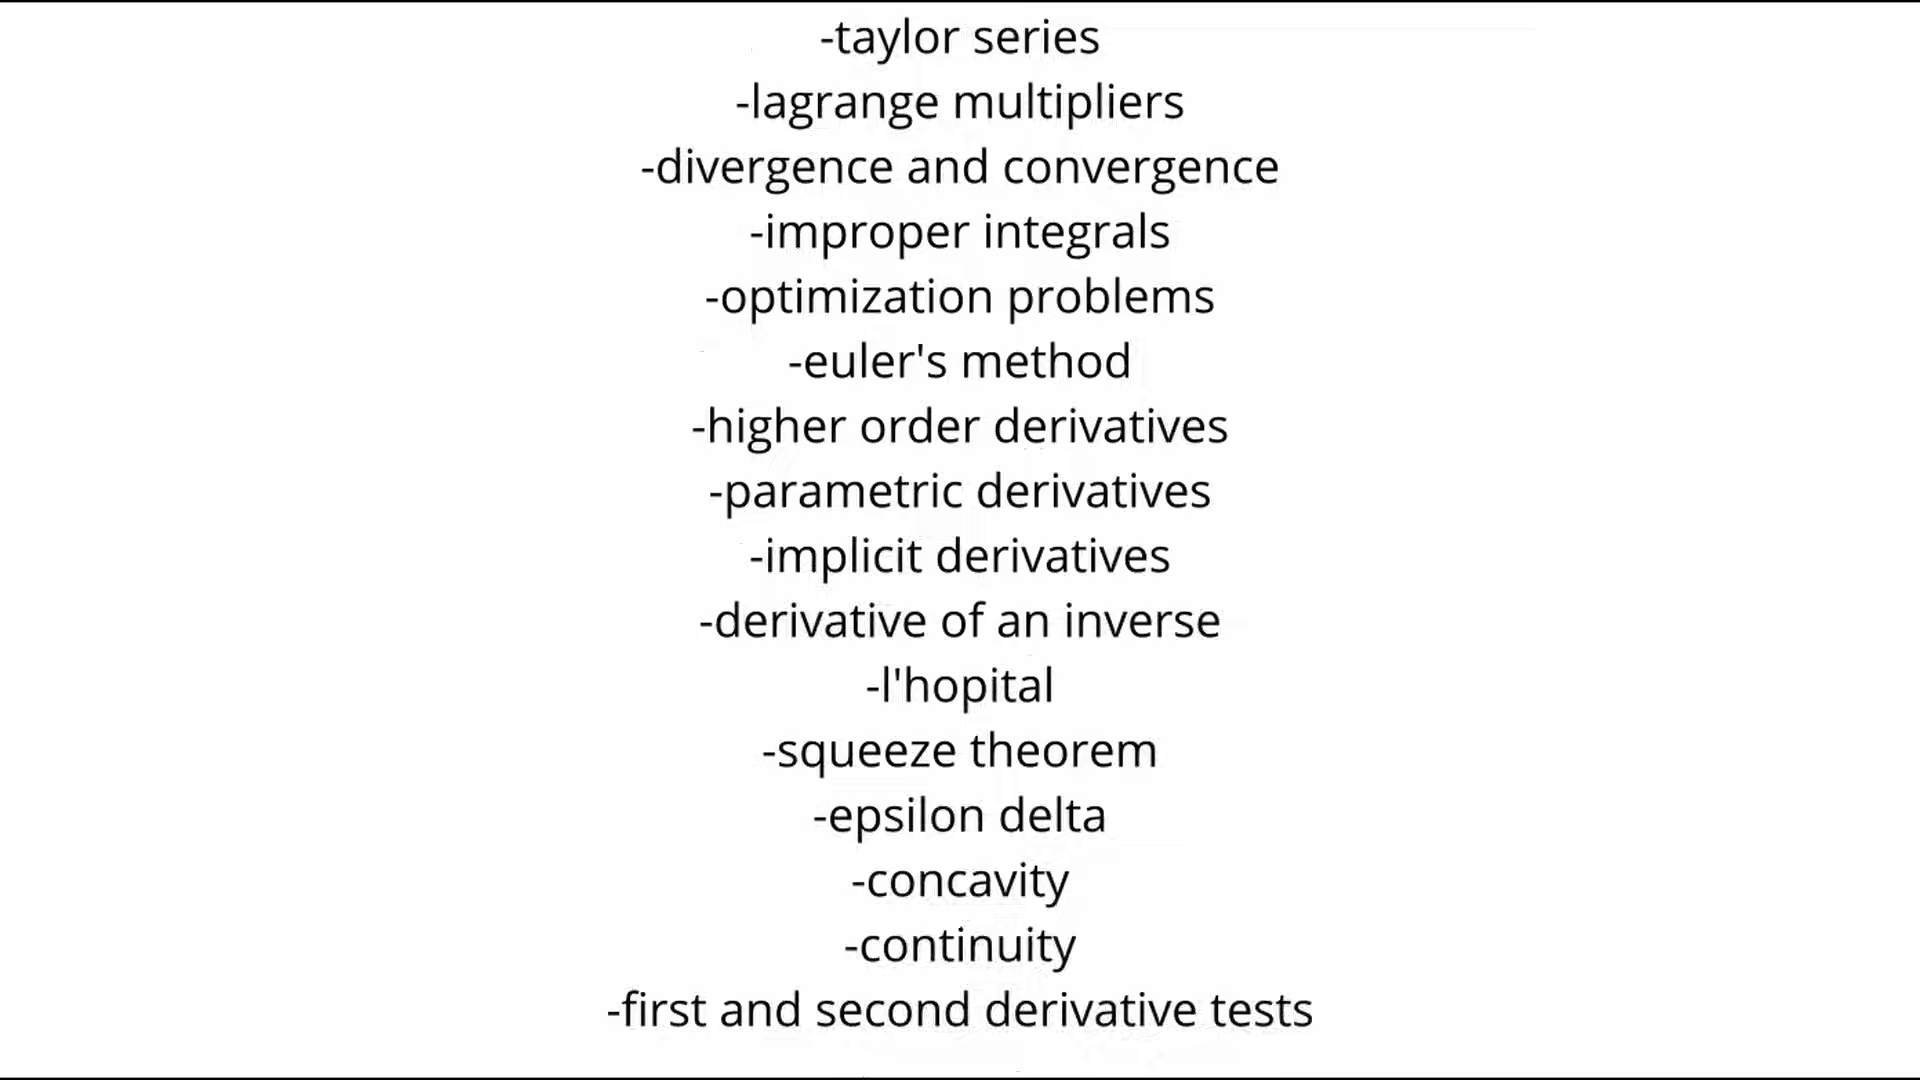 -taylor series
-lagrange multipliers
-divergence and convergence
-improper integrals
-optimization problems
-euler's method
-higher order derivatives
-parametric derivatives
-implicit derivatives
-derivative of an inverse
-l'hopital
-squeeze theorem
-epsilon delta
-concavity
-continuity
-first and second derivative tests